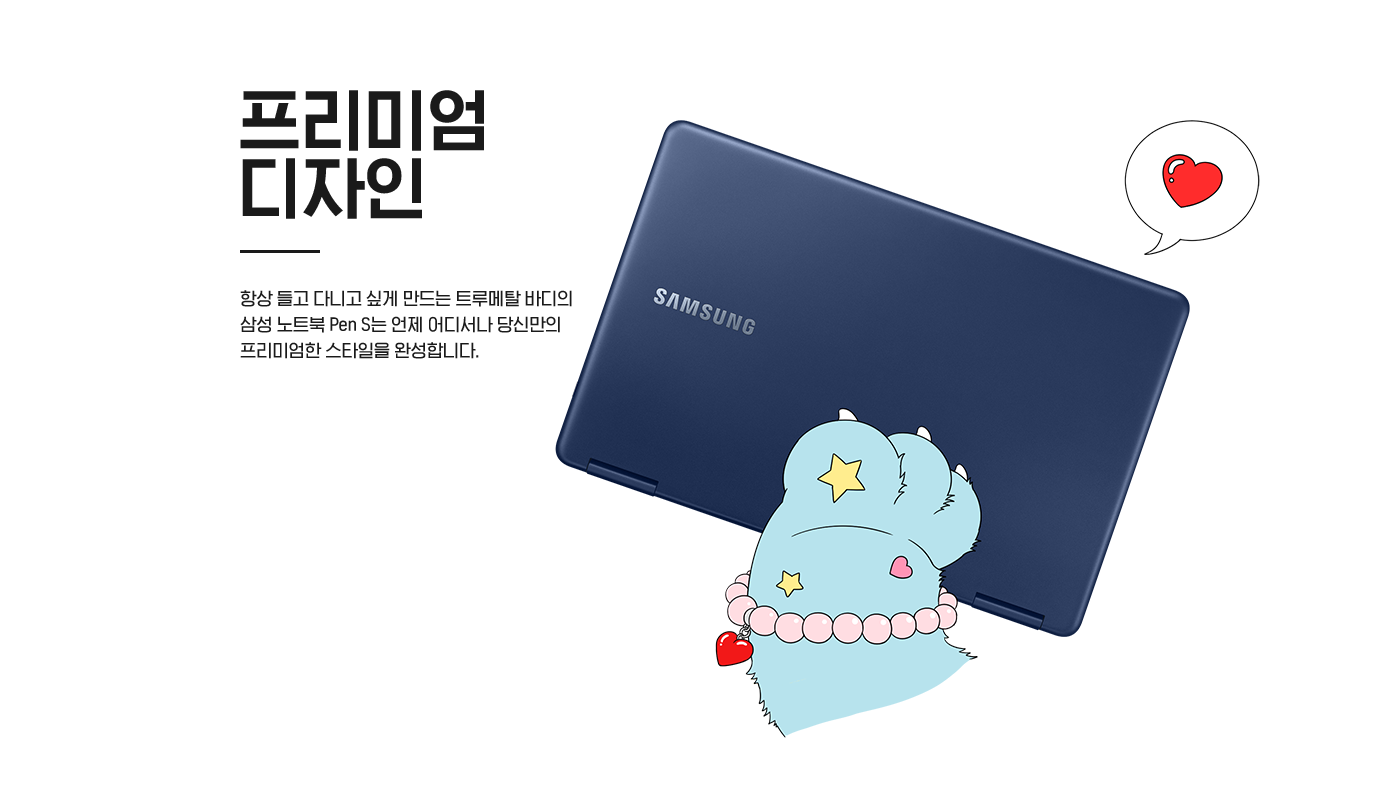 프리미엄
디자인
항상 들고 다니고 싶게 만드는 트루메탈 바디의
삼성 노트북 Pen S는 언제 어디서나 당신만의
프리미엄한 스타일을 완성합니다.
SAMSUNG